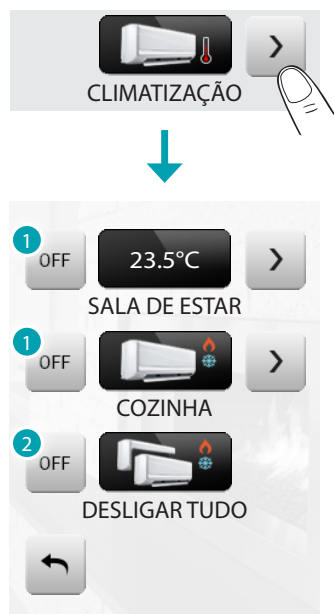 CLIMATIZAÇÃO
1
OFF
23.5°C
SALA DE ESTAR
1
OFF
COZINHA
2
OFF
DESLIGAR TUDO